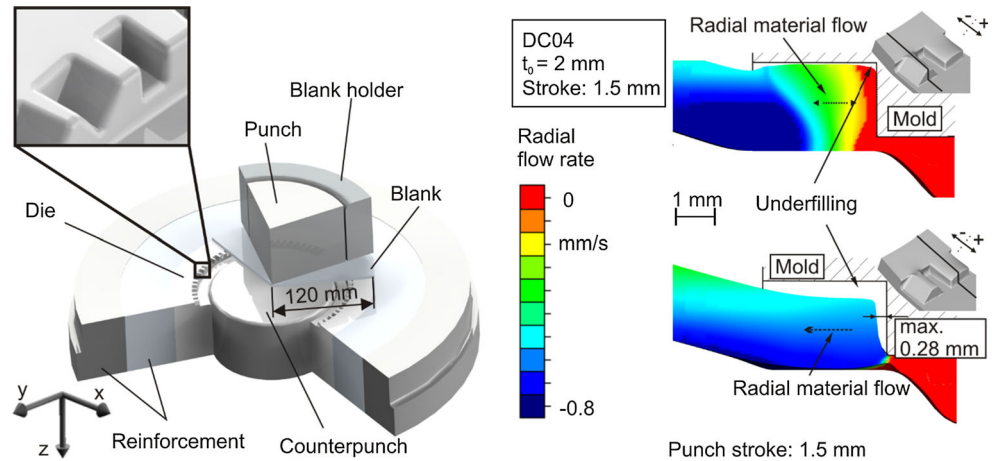 Blank holder
Punch
Blank
Die
120 mm
y
x
z
Reinforcement
Counterpunch
DC04
t0 = 2 mm
Stroke: 1.5 mm
Radial
flow rate
0
mm/s
-0.8
Radial material flow
- +
Mold
1 mm
Underfilling
Mold
- +
max.
0.28 mm
Radial material flow
Punch stroke: 1.5 mm